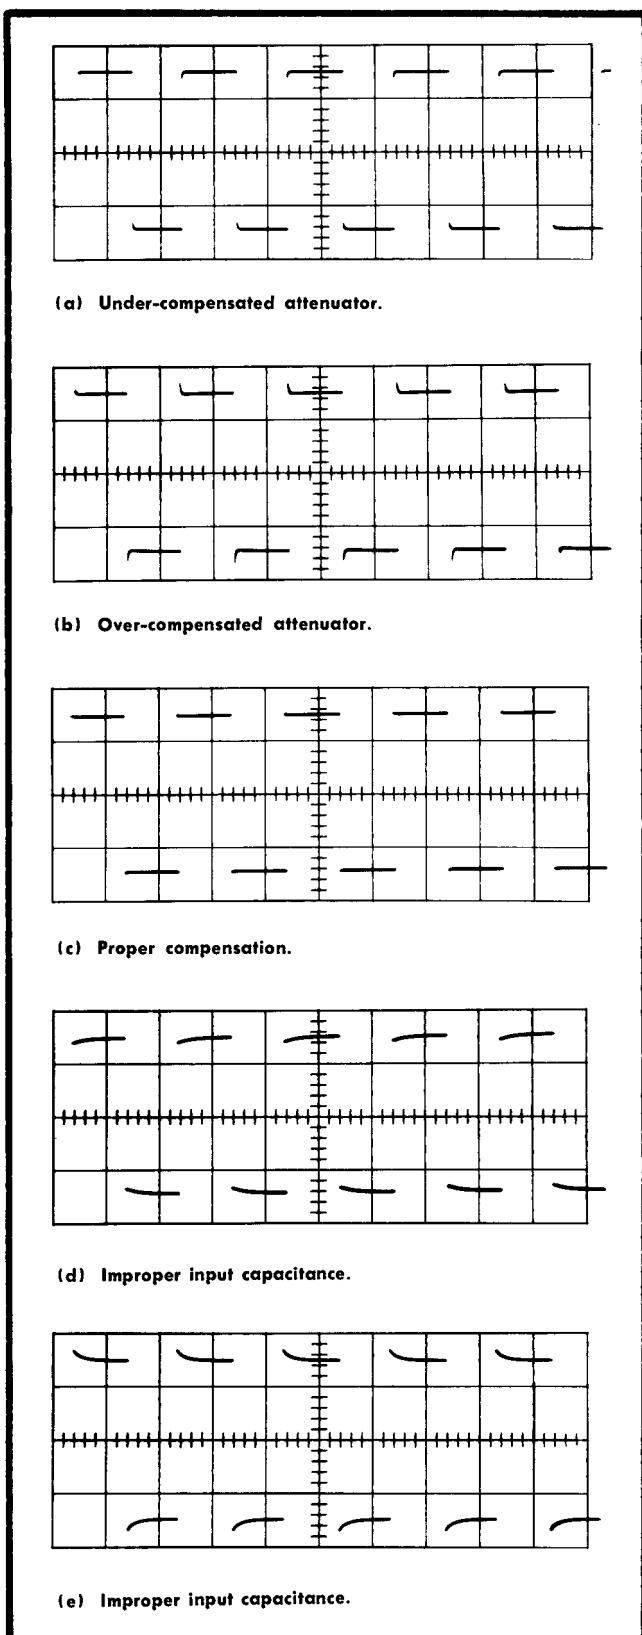 (a) Under-compensated attenuator.
(b) Over-compensated attenuator.
(c) Proper compensation.
(d) Improper input capacitance.
(e) Improper input capacitance.